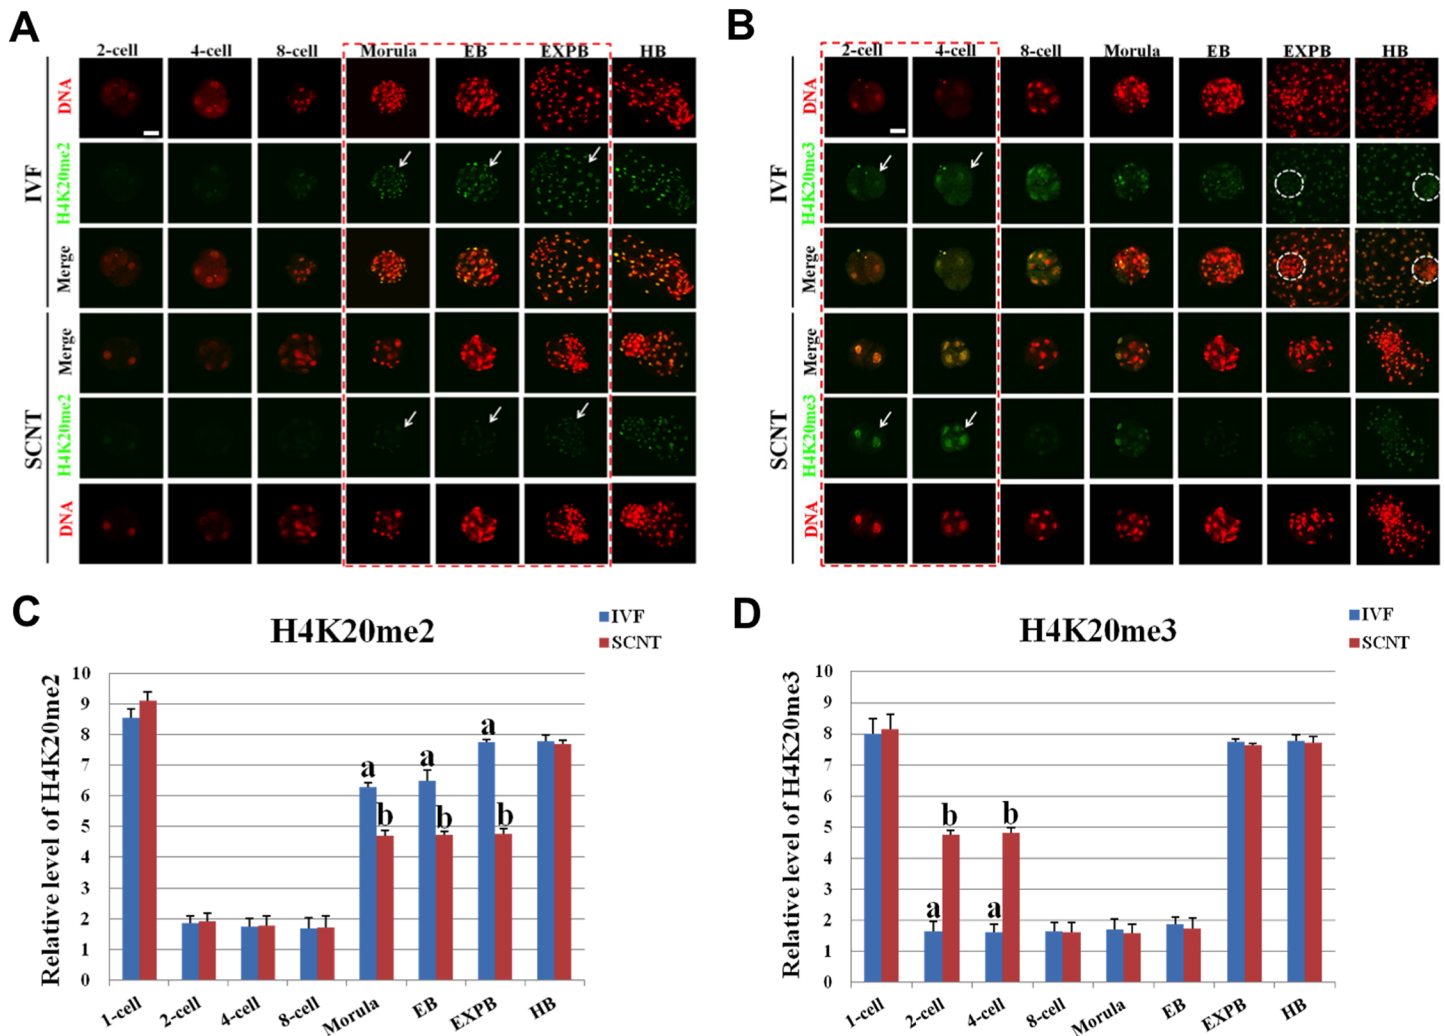 A
2-cell 4-cell 8-cell Morula EB EXPB HB
IVF
DNA
H4K20me2
Merge
SCNT
Merge
H4K20me2
DNA
B
2-cell 4-cell 8-cell Morula EB EXPB HB
IVF
DNA
H4K20me3
Merge
SCNT
Merge
H4K20me3
DNA
C
H4K20me2
IVF
SCNT
Relative level of H4K20me2
10
9
8
7
6
5
4
3
2
1
0
a
b
a
b
a
b
1-cell 2-cell 4-cell 8-cell Morula EB EXPB HB
D
H4K20me3
IVF
SCNT
Relative level of H4K20me3
10
9
8
7
6
5
4
3
2
1
0
a
b
a
b
1-cell 2-cell 4-cell 8-cell Morula EB EXPB HB